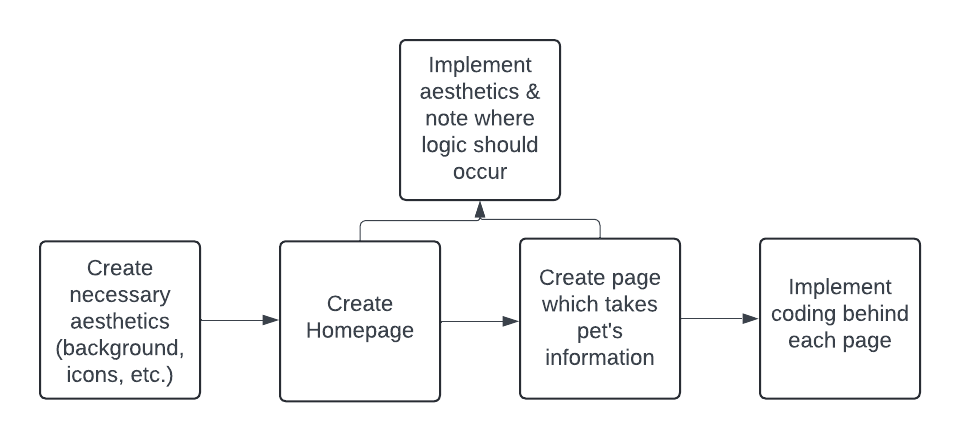 Implement
aesthetics &
note where
logic should
occur
Create
necessary
aesthetics
(background,
icons, etc.)
Create
Homepage
Create page
which takes
pet's
information
Implement
coding behind
each page